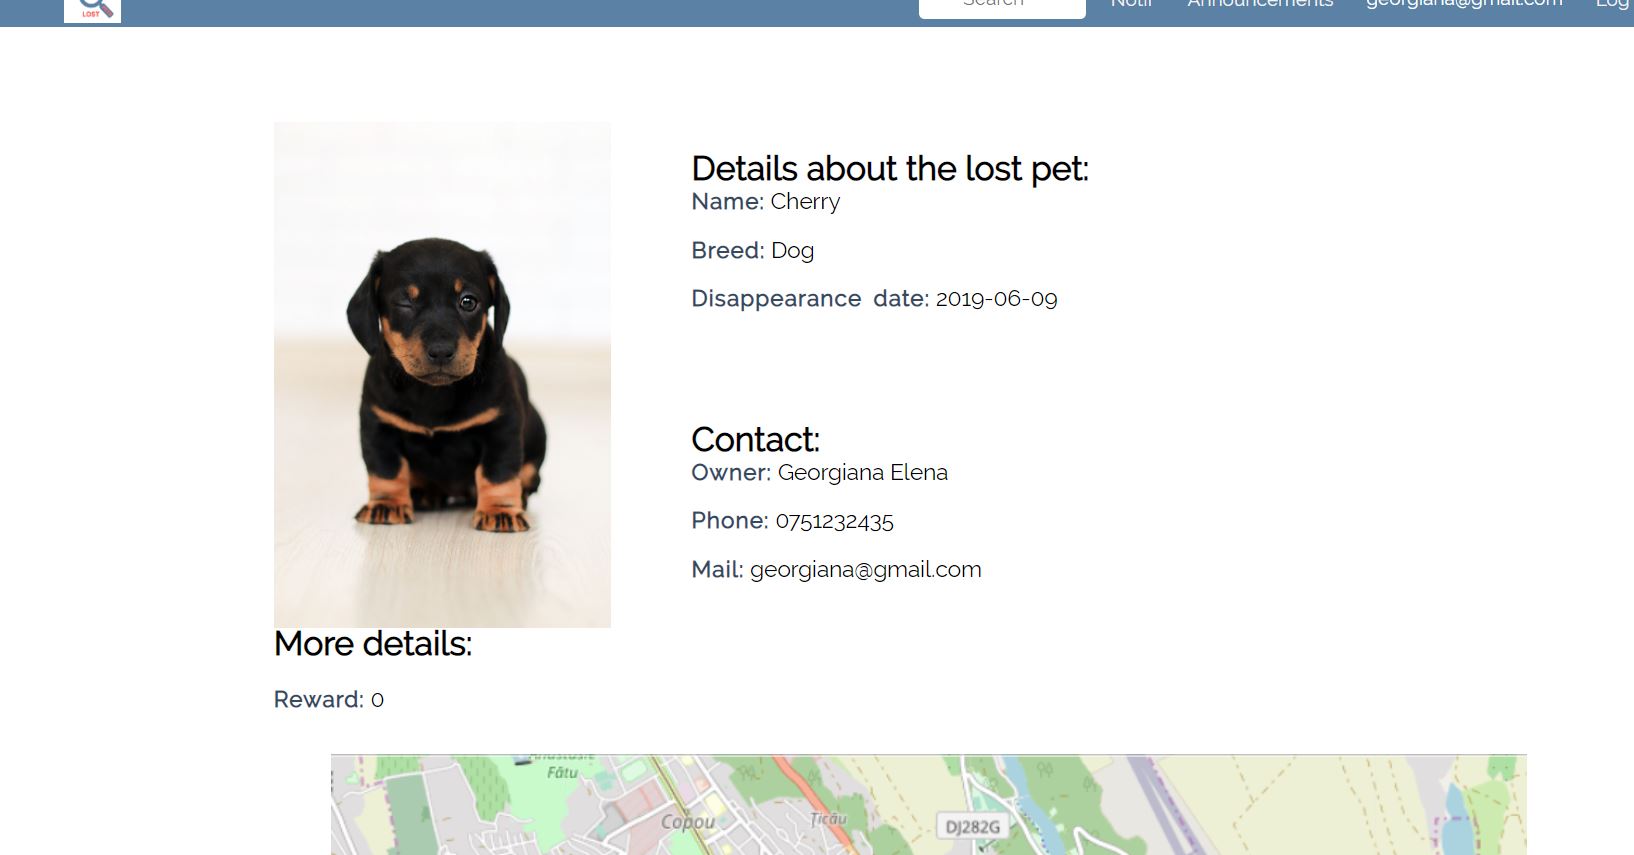 LOST
Search Notif Announcements georgiana@gmail.com Log
Details about the lost pet:
Name: Cherry
Breed: Dog
Disappearance date: 2019-06-09
Contact:
Owner: Georgiana Elena
Phone: 0751232435
Mail: georgiana@gmail.com
More details:
Reward: 0
Anastasie
Fătu
Copou
Țicău
DJ282G